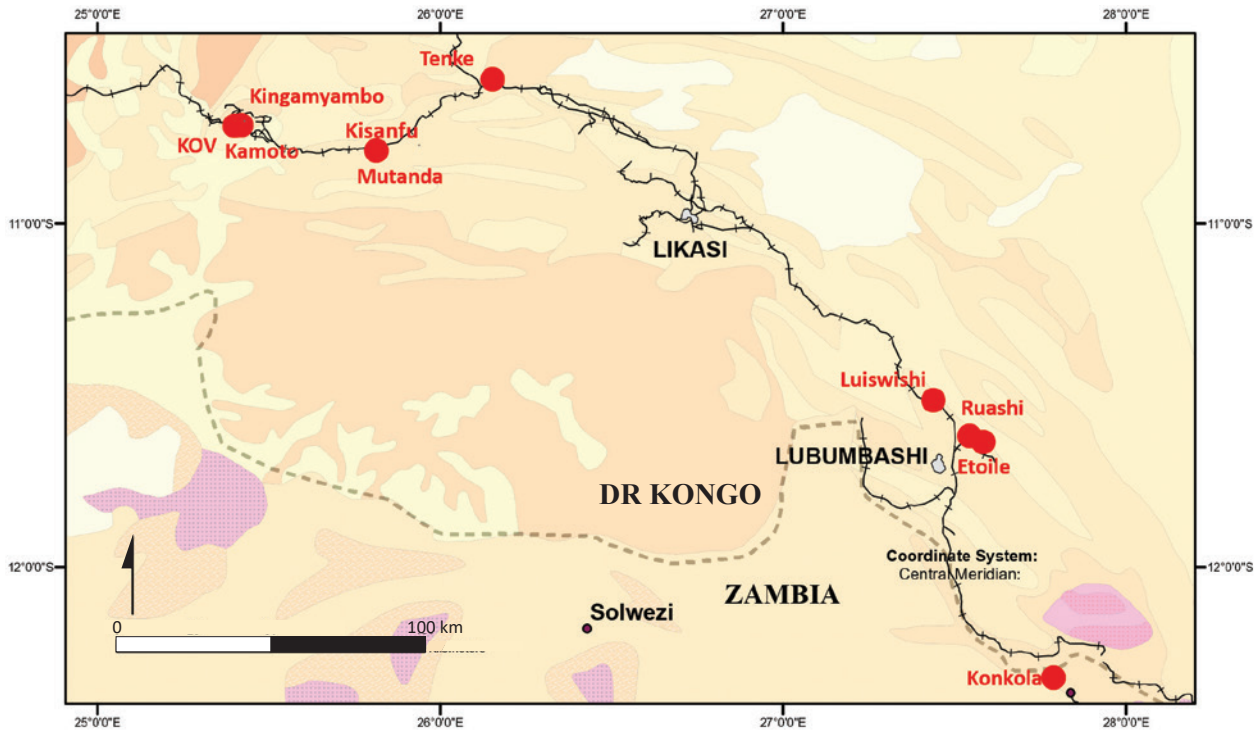 25°0'0"E 26°0'0"E 27°0'0"E 28°0'0"E
Tenke
Kingamyambo
KOV Kamoto
Kisanfu
Mutanda
11°0'0"S 11°0'0"S
LIKASI
Luiswishi
Ruashi
LUBUMBASHI
Etoile
DR KONGO
Coordinate System:
Central Meridian:
12°0'0"S 12°0'0"S
ZAMBIA
Solwezi
0 100 km
Konkola
25°0'0"E 26°0'0"E 27°0'0"E 28°0'0"E